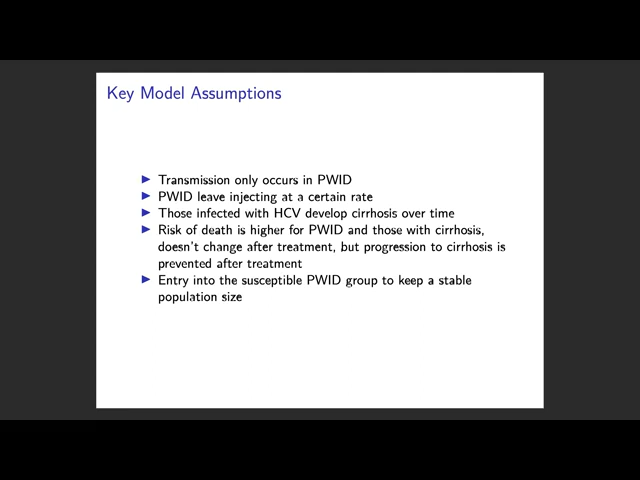 Key Model Assumptions
▶ Transmission only occurs in PWID
▶ PWID leave injecting at a certain rate
▶ Those infected with HCV develop cirrhosis over time
▶ Risk of death is higher for PWID and those with cirrhosis,
doesn't change after treatment, but progression to cirrhosis is
prevented after treatment
▶ Entry into the susceptible PWID group to keep a stable
population size